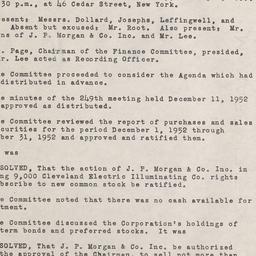 30 p.m., at 46 Cedar Street, New York.
esent: Messrs. Dollard, Josephs, Leffingwell, and
Absent but excused: Mr. Root. Also present: Mr.
ns of J. P. Morgan & Co. Inc. and Mr. Lee.
. Page, Chairman of the Finance Committee, presided,
r. Lee acted as Recording Officer.
e Committee proceeded to consider the Agenda which had
distributed in advance.
e minutes of the 249th meeting held December 11, 1952
approved as distributed.
e Committee reviewed the report of purchases and sales
curities for the period December 1, 1952 through
ber 31, 1952 and approved and ratified them.
was
SOLVED, That the action of J. P. Morgan & Co. Inc. in
ng 9,000 Cleveland Electric Illuminating Co. rights
bscribe to new common stock be ratified.
e Committee noted that there was no cash available for
tment.
e Committee discussed the Corporation's holdings of
term bonds and preferred stocks. It was
SOLVED, That J. P. Morgan & Co. Inc. be authorized
the approval of the Chairman, to sell not more than